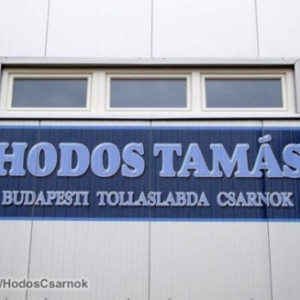 HODOS TAMÁS
BUDAPESTI TOLLASLABDA CSARNOK
/HodosCsarnok